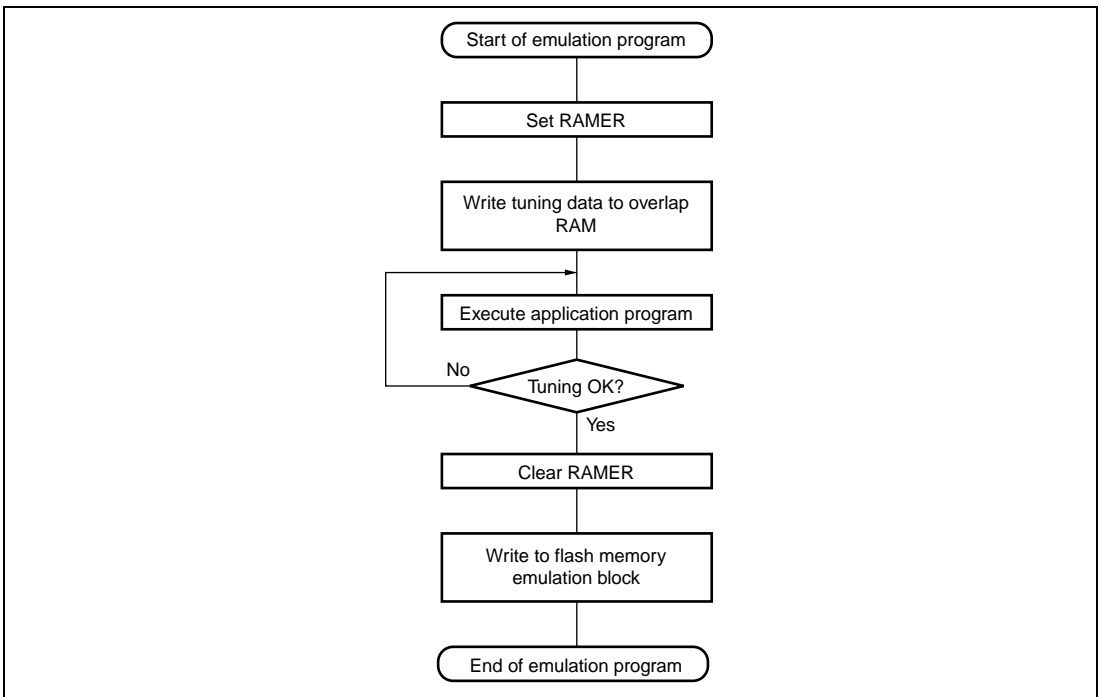 Start of emulation program
Set RAMER
Write tuning data to overlap
RAM
Execute application program
No
Tuning OK?
Yes
Clear RAMER
Write to flash memory
emulation block
End of emulation program